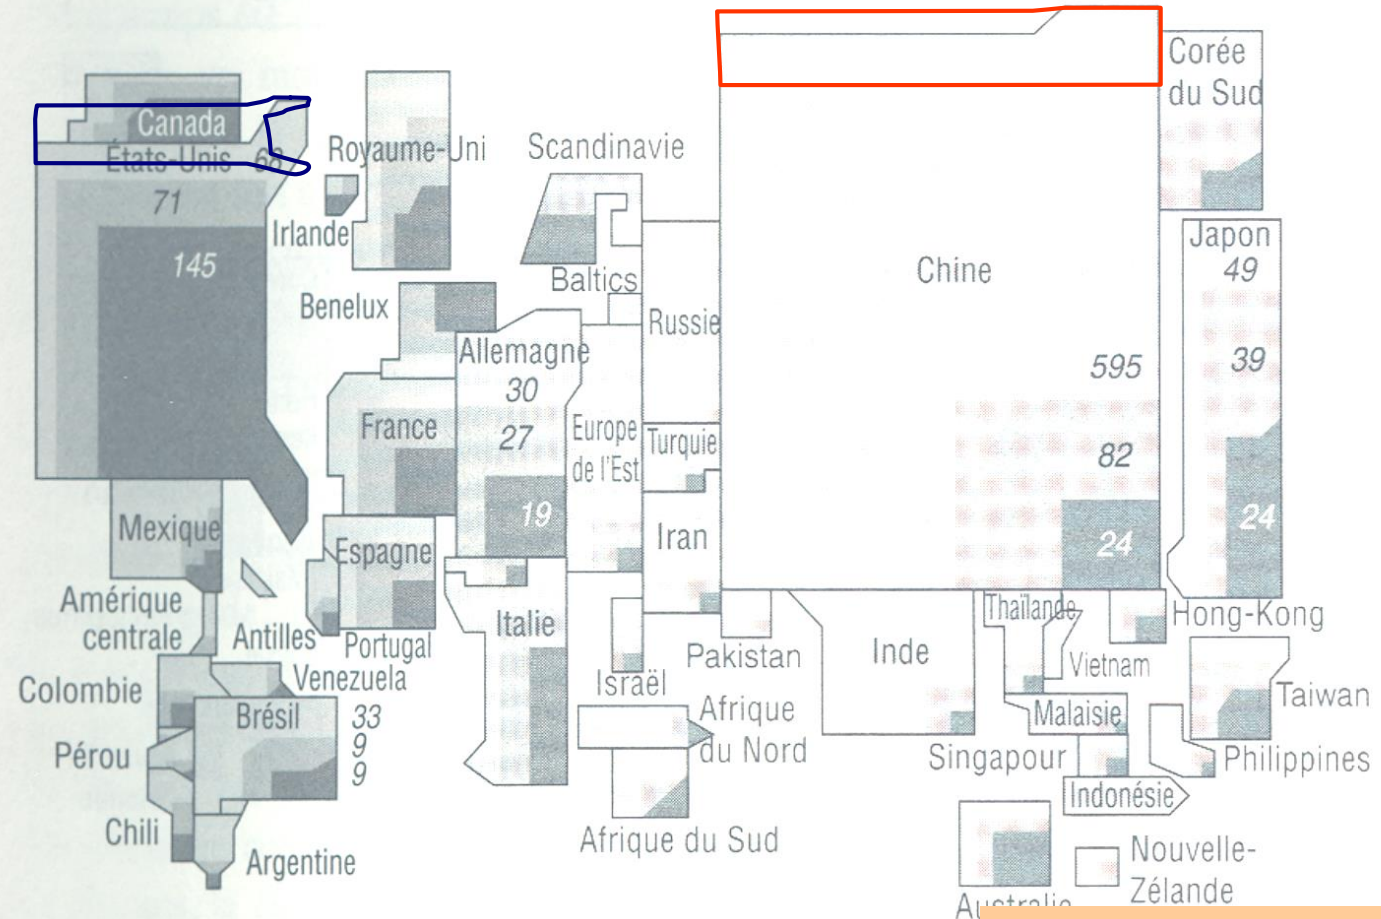 Canada
États-Unis 68
71
145
Mexique
Amérique
centrale
Antilles
Colombie
Venezuela
Brésil
33
9
9
Pérou
Chili
Argentine
Royaume-Uni
Irlande
Benelux
Scandinavie
Baltics
Allemagne
30
27
19
France
Espagne
Portugal
Italie
Europe
de l'Est
Russie
Turquie
Iran
Israël
Afrique
du Nord
Afrique du Sud
Chine
595
82
24
Corée
du Sud
Japon
49
39
24
Pakistan
Inde
Thaïlande
Vietnam
Hong-Kong
Malaisie
Singapour
Indonésie
Taiwan
Philippines
Australie
Nouvelle-
Zélande